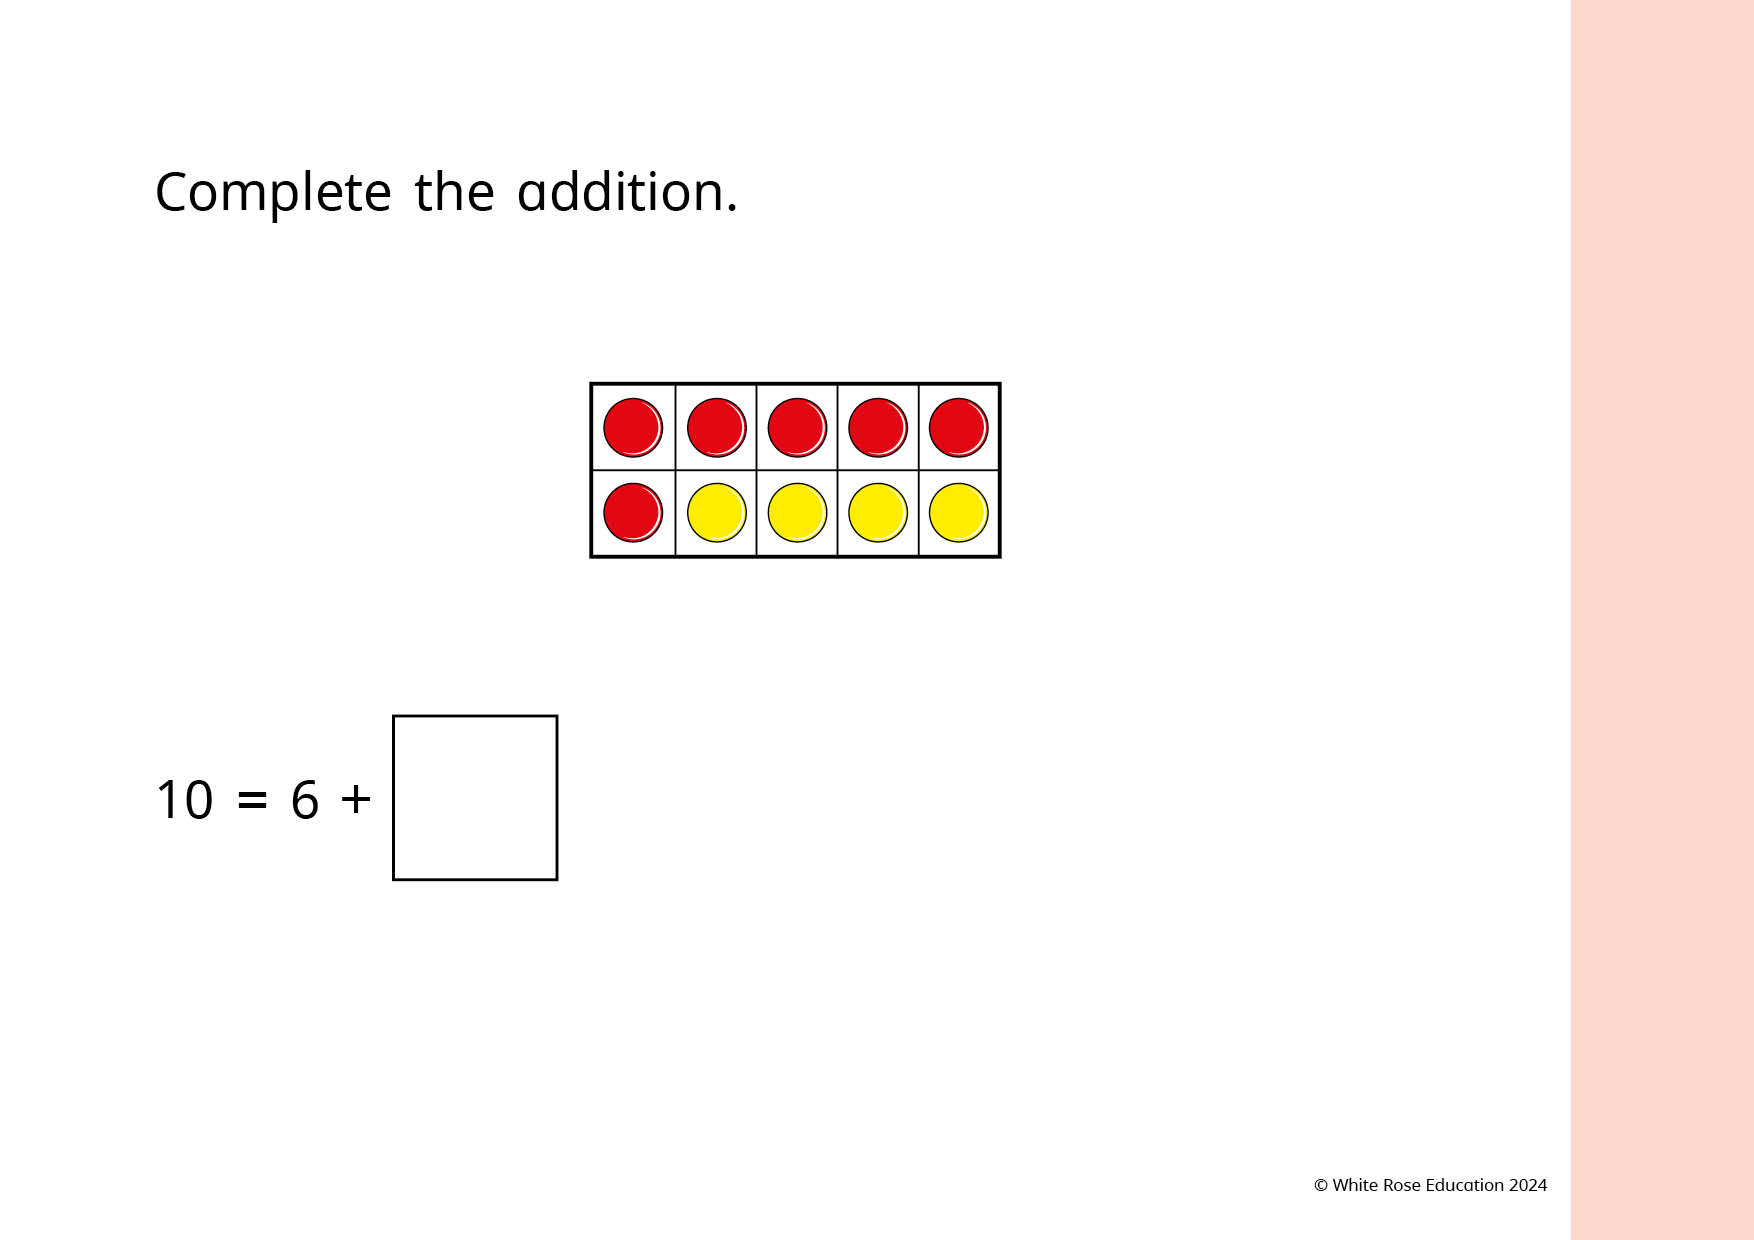 Complete the addition.
10 = 6 +
© White Rose Education 2024